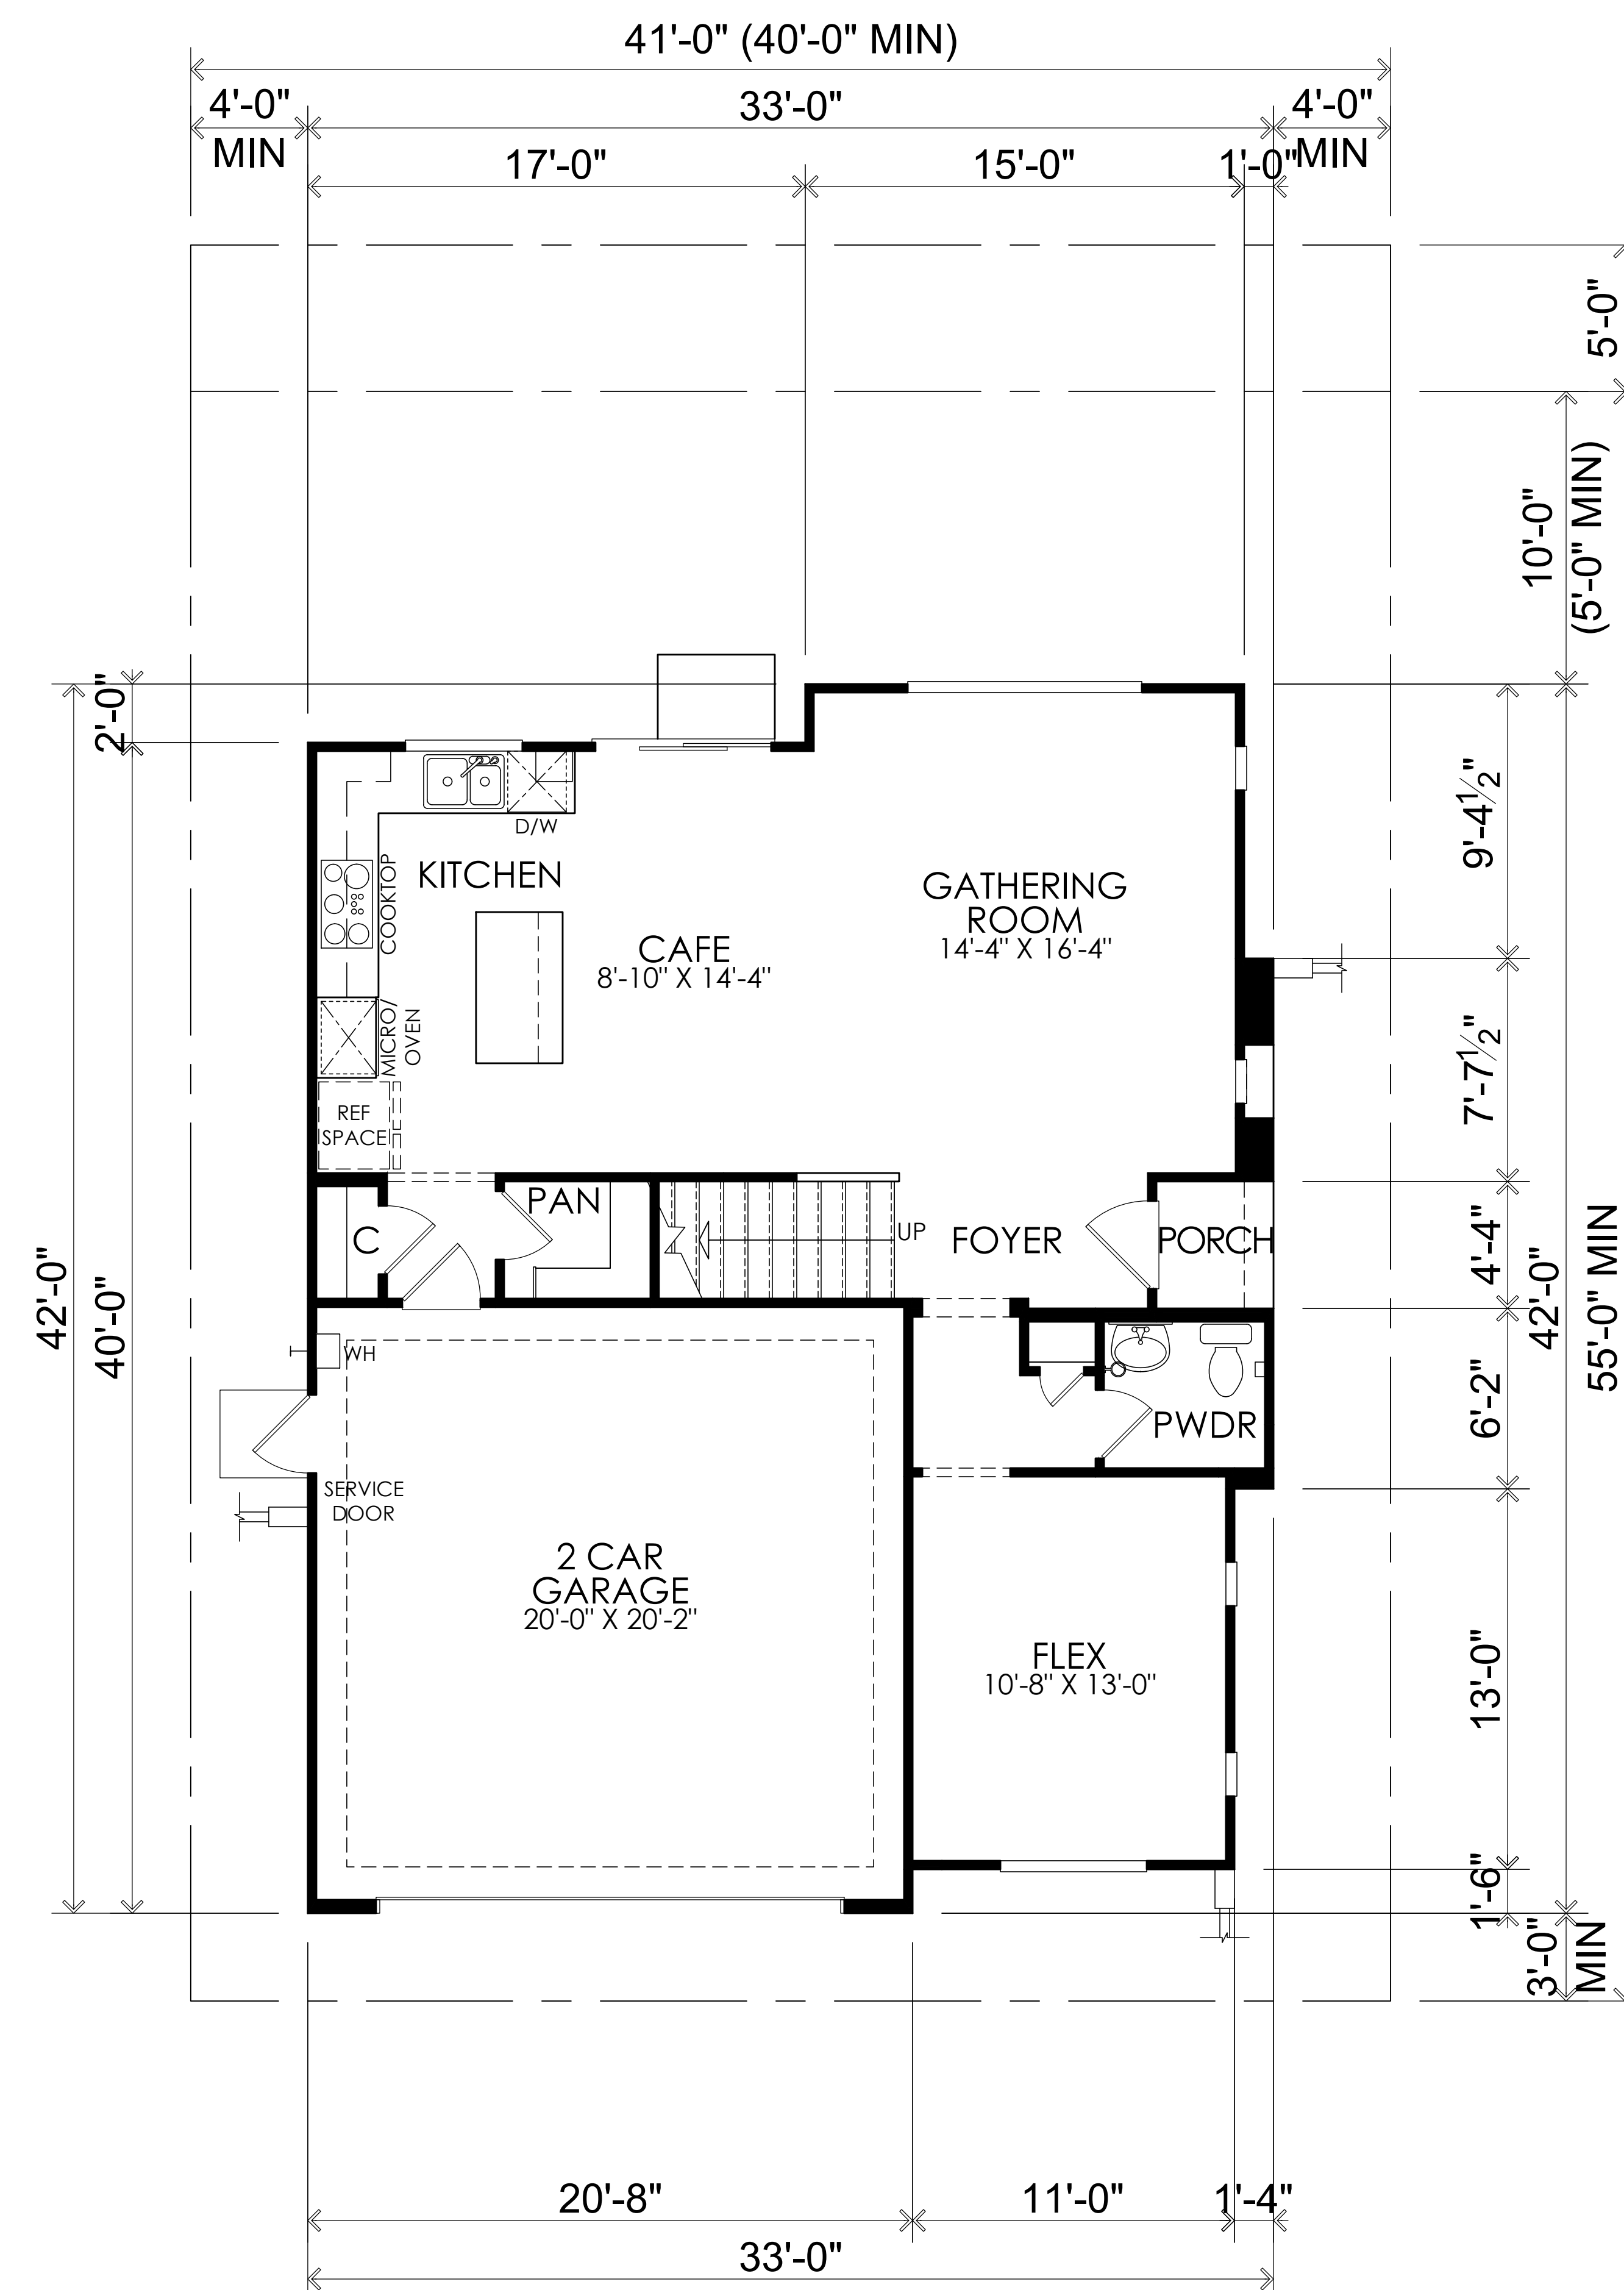 41'-0" (40'-0" MIN)
4'-0"
MIN
33'-0"
4'-0"
MIN
17'-0"
15'-0"
1'-0"
5'-0"
10'-0"
(5'-0" MIN)
2'-0"
9'-4 1/2"
D/W
COOKTOP
KITCHEN
GATHERING
ROOM
14'-4" X 16'-4"
CAFE
8'-10" X 14'-4"
MICRO/
OVEN
7'-7 1/2"
REF
SPACE
PAN
C
UP
FOYER
PORCH
4'-4"
42'-0"
40'-0"
42'-0"
55'-0" MIN
WH
6'-2"
PWDR
SERVICE
DOOR
2 CAR
GARAGE
20'-0" X 20'-2"
FLEX
10'-8" X 13'-0"
13'-0"
1'-6"
3'-0"
MIN
20'-8"
11'-0"
1'-4"
33'-0"